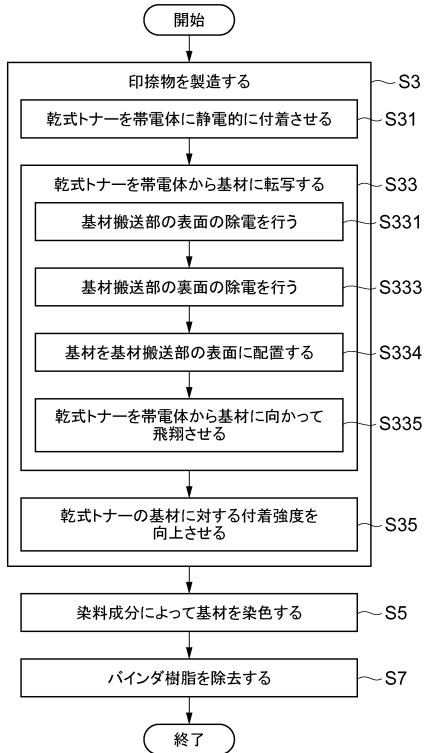 開始
印捺物を製造する
S3
乾式トナーを帯電体に静電的に付着させる
S31
乾式トナーを帯電体から基材に転写する
S33
基材搬送部の表面の除電を行う
S331
基材搬送部の裏面の除電を行う
S333
基材を基材搬送部の表面に配置する
S334
乾式トナーを帯電体から基材に向かって
飛翔させる
S335
乾式トナーの基材に対する付着強度を
向上させる
S35
染料成分によって基材を染色する
S5
バインダ樹脂を除去する
S7
終了